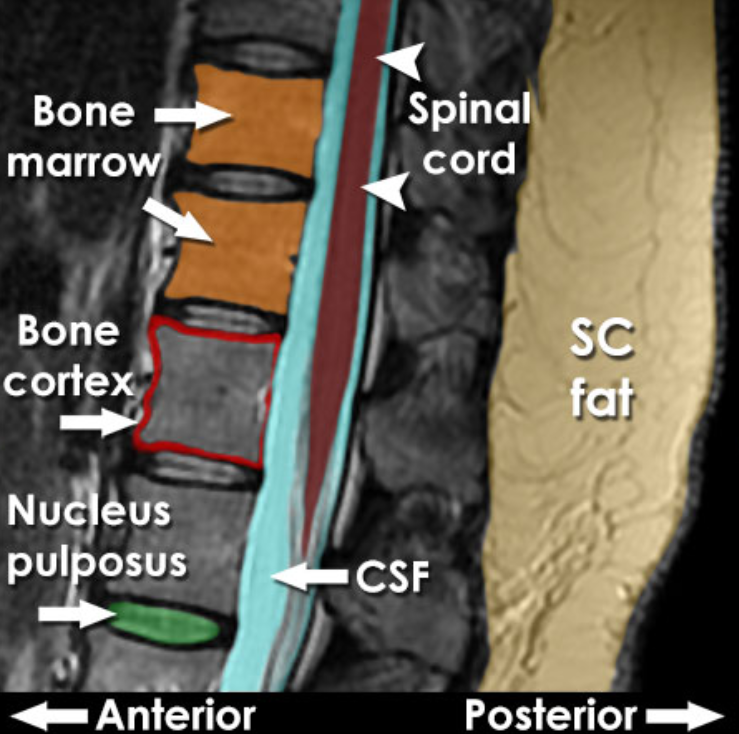 Bone
marrow
Spinal
cord
Bone
cortex
SC
fat
Nucleus
pulposus
CSF
Anterior
Posterior